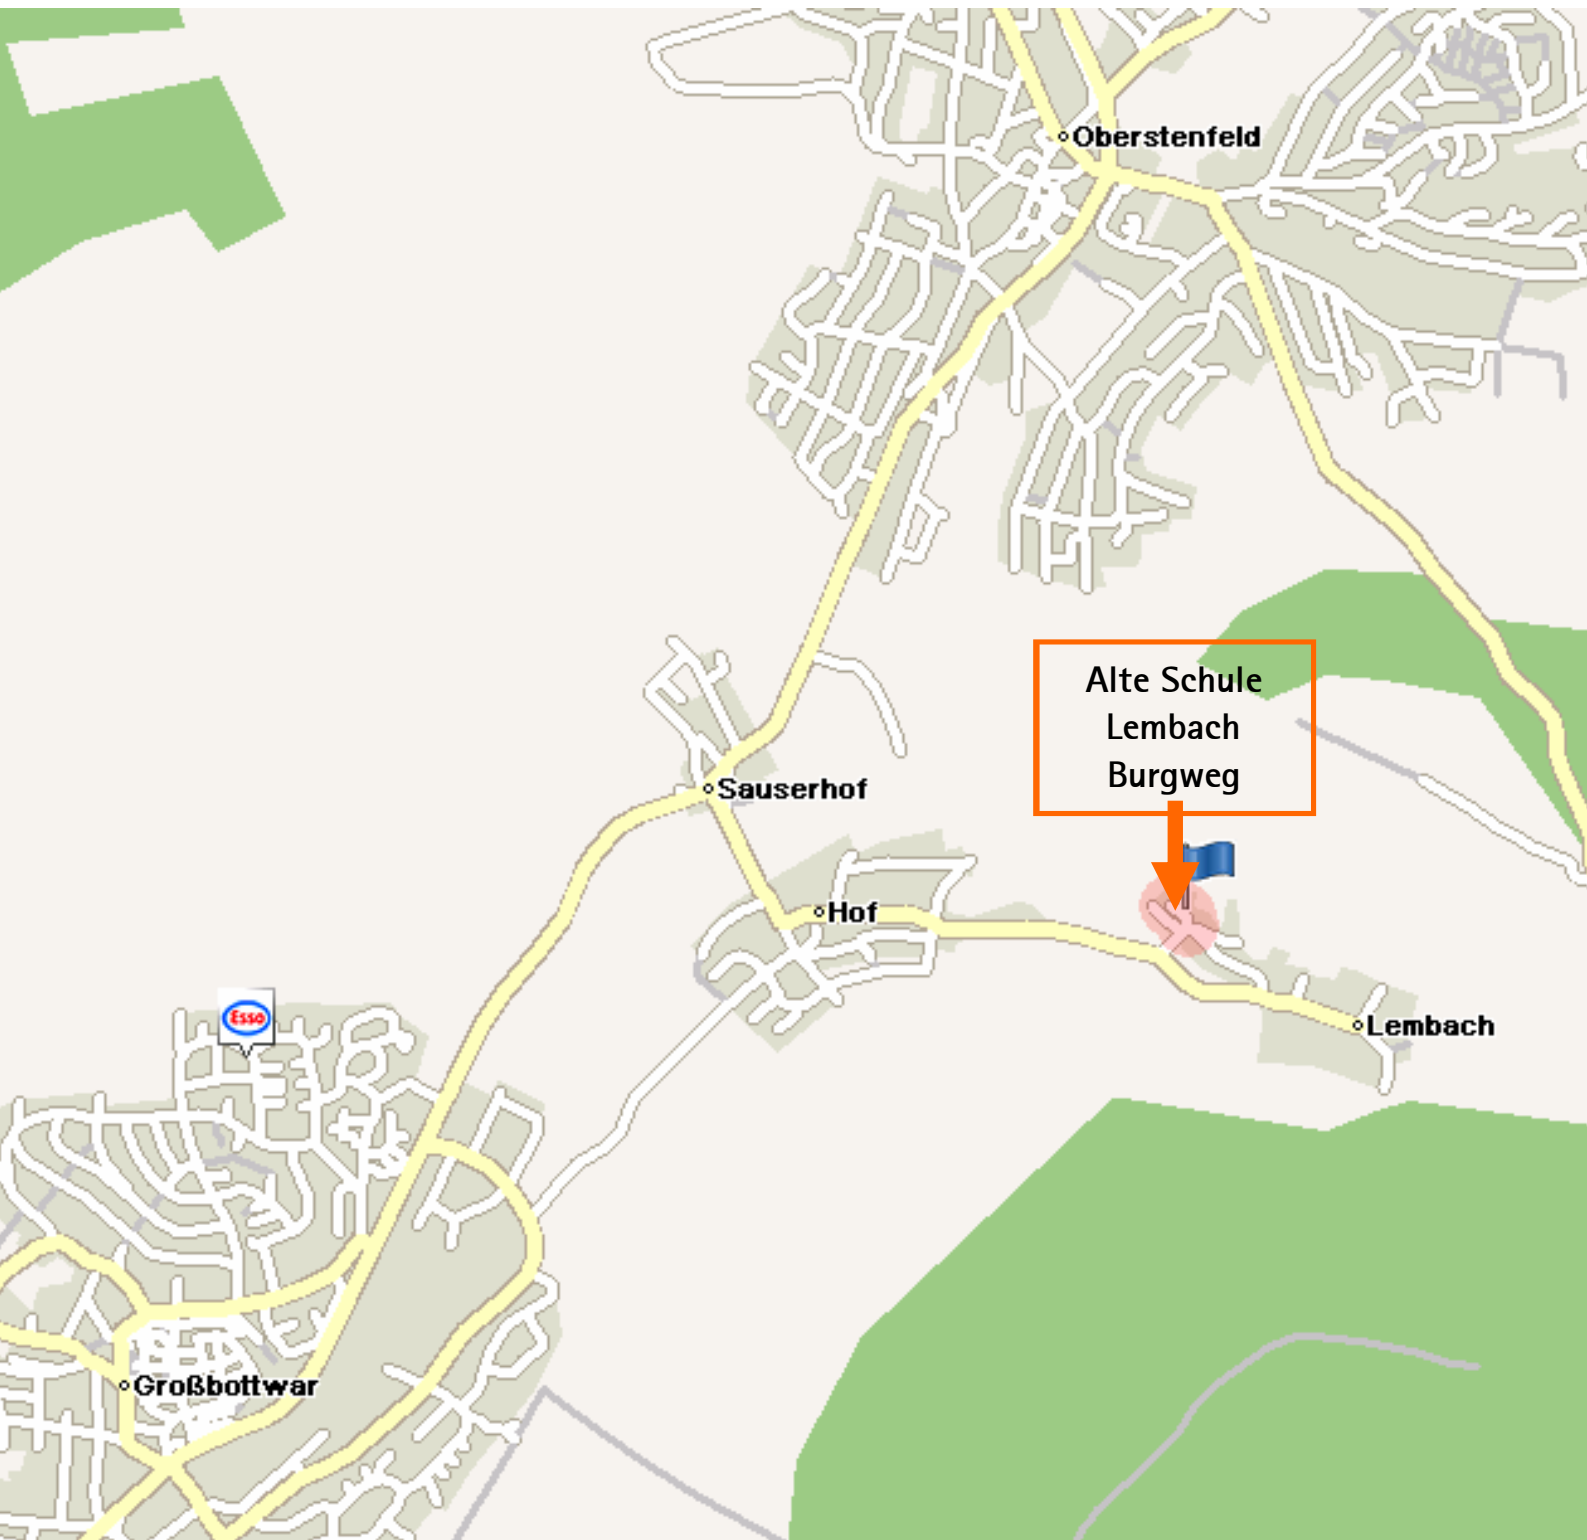 Oberstenfeld
Alte Schule
Lembach
Burgweg
Sauserhof
Hof
Esso
Lembach
Großbottwar